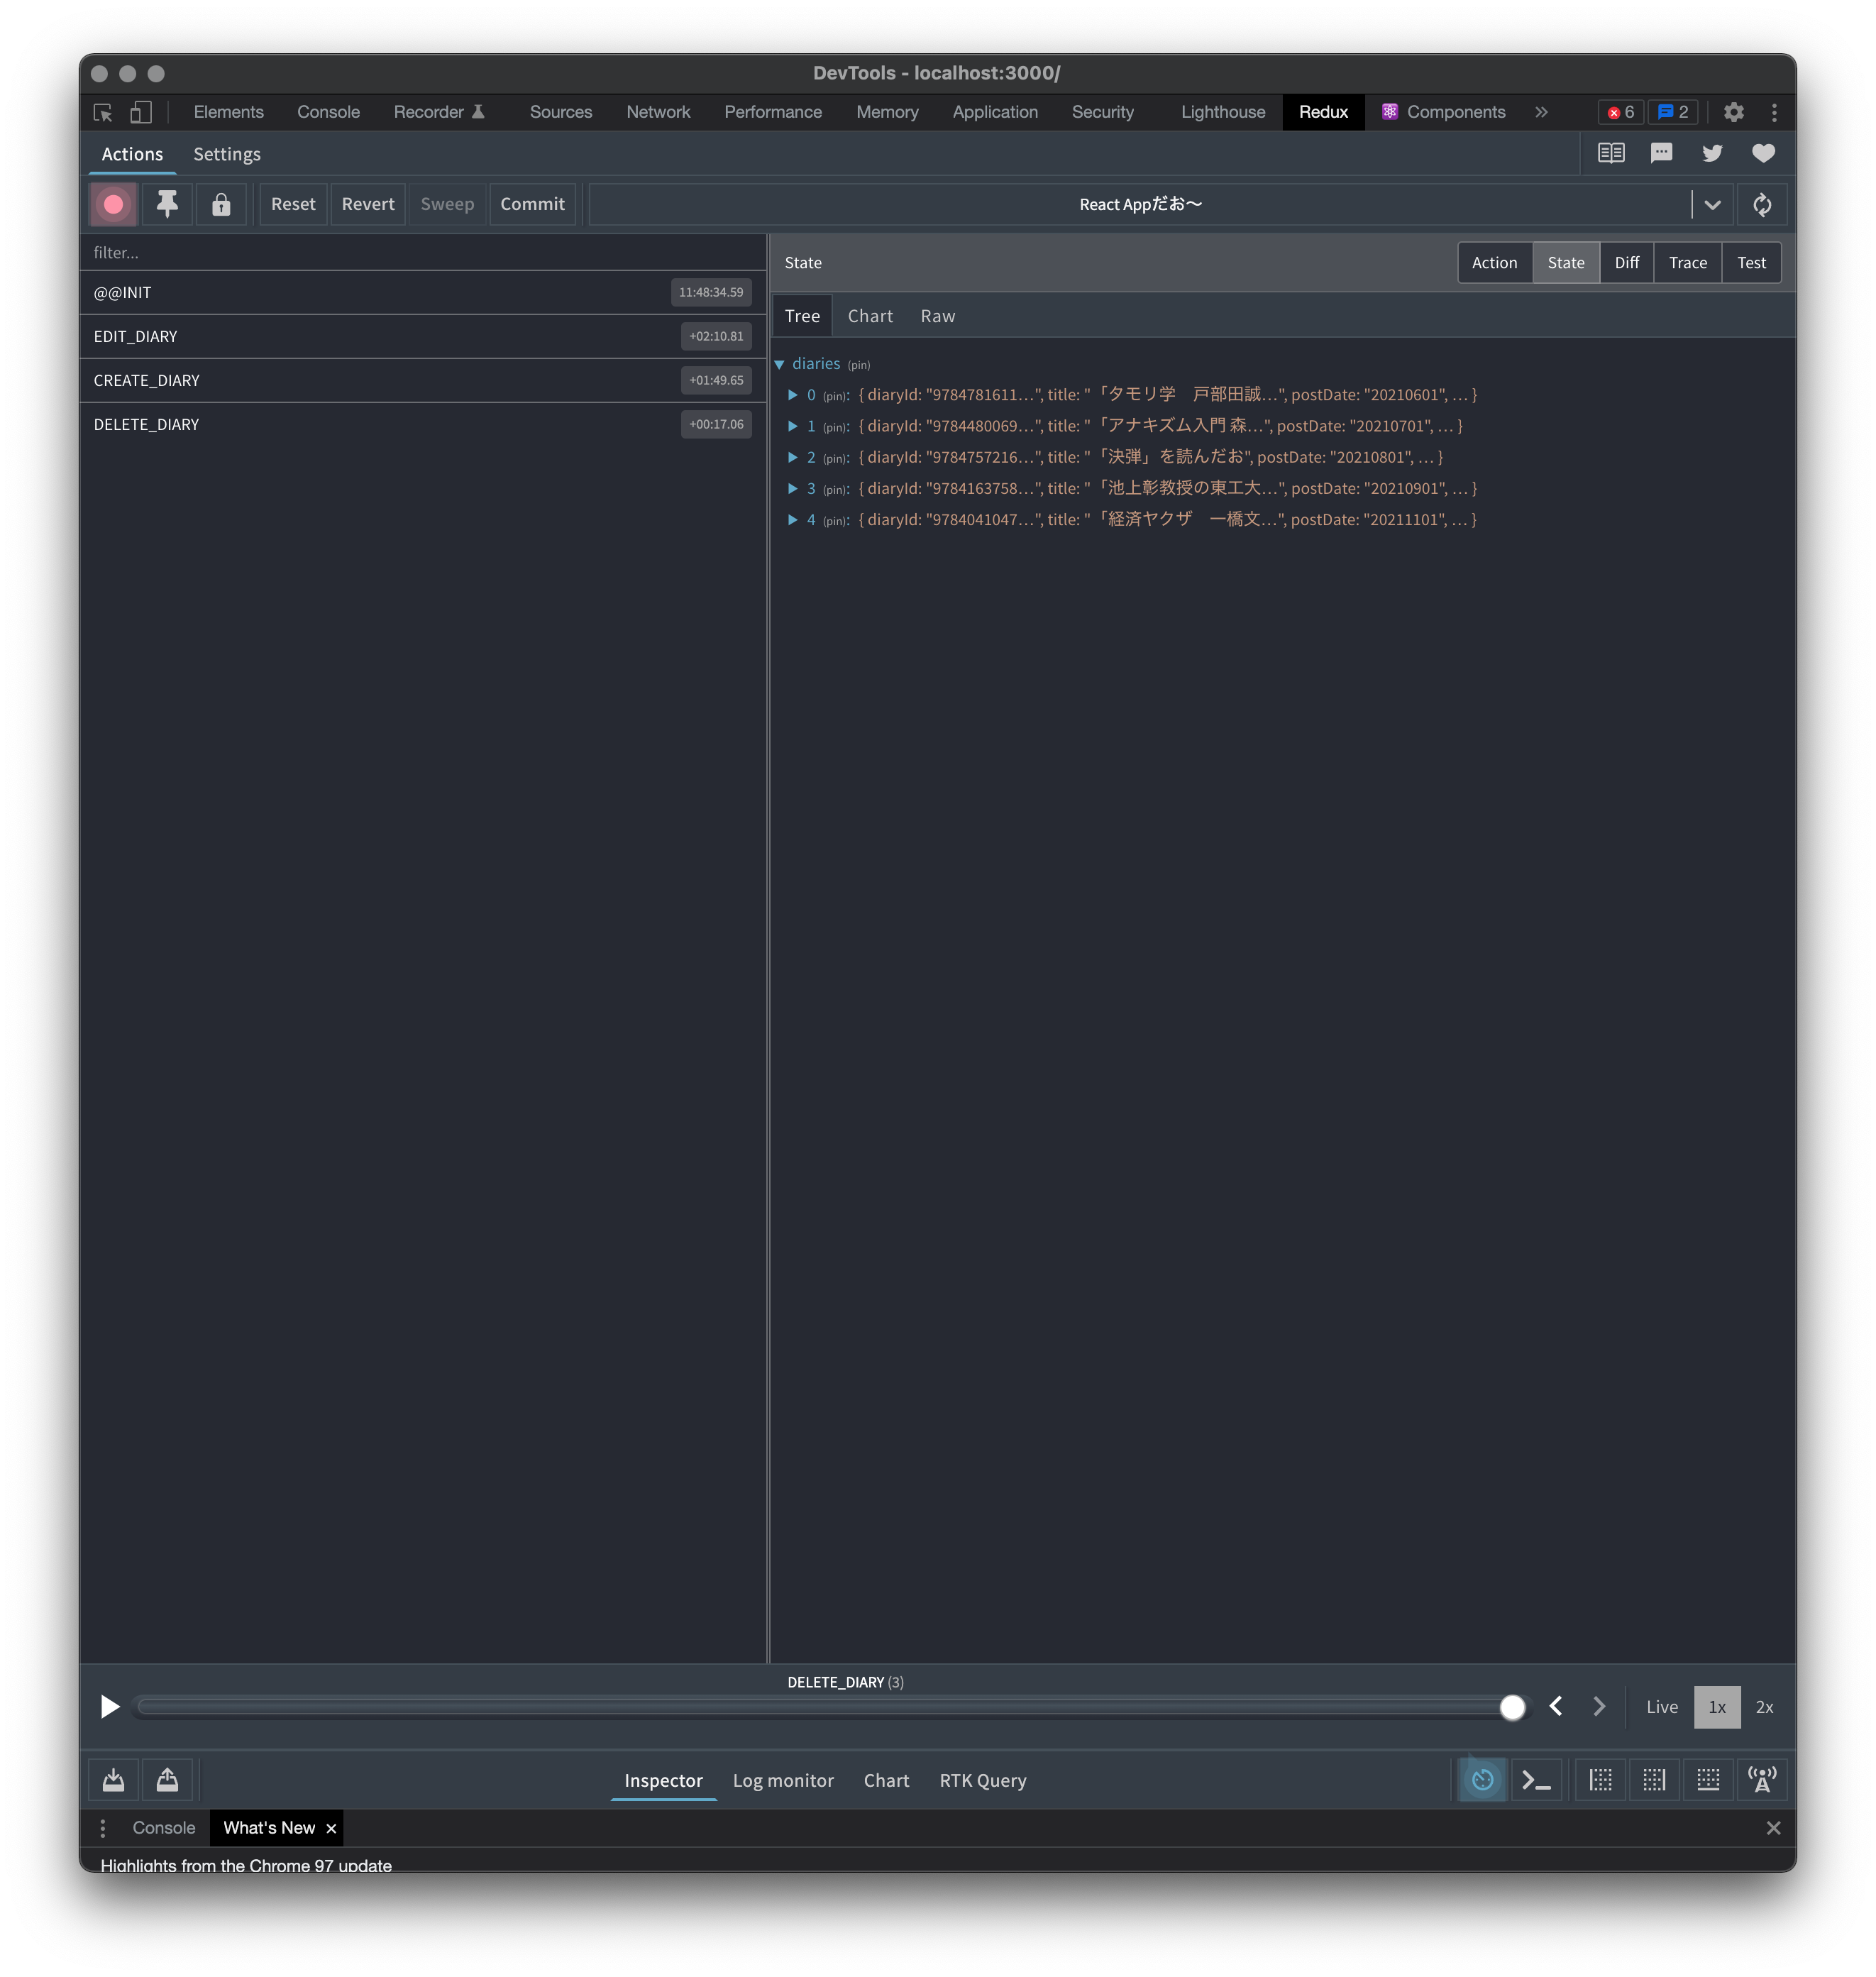 DevTools - localhost:3000/
Elements Console Recorder Sources Network Performance Memory Application Security Lighthouse Redux Components » 6 2
Actions Settings
Reset Revert Sweep Commit React Appだお〜
filter...
@@INIT 11:48:34.59
EDIT_DIARY +02:10.81
CREATE_DIARY +01:49.65
DELETE_DIARY +00:17.06
State Action State Diff Trace Test
Tree Chart Raw
diaries (pin)
0 (pin): { diaryId: "9784781611…", title: "「タモリ学　戸部田誠…", postDate: "20210601", … }
1 (pin): { diaryId: "9784480069…", title: "「アナキズム入門 森…", postDate: "20210701", … }
2 (pin): { diaryId: "9784757216…", title: "「決弾」を読んだお", postDate: "20210801", … }
3 (pin): { diaryId: "9784163758…", title: "「池上彰教授の東工大…", postDate: "20210901", … }
4 (pin): { diaryId: "9784041047…", title: "「経済ヤクザ　一橋文…", postDate: "20211101", … }
DELETE_DIARY (3)
Live 1x 2x
Inspector Log monitor Chart RTK Query
Console What's New ×
Highlights from the Chrome 97 update